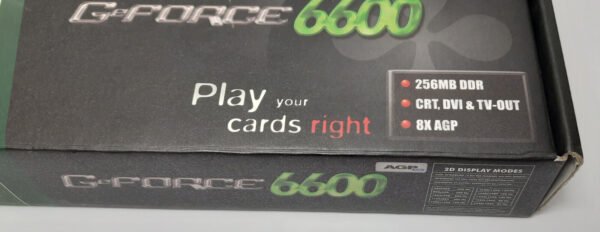 G-FORCE 6600
Play your
cards right
256MB DDR
CRT, DVI & TV-OUT
8X AGP
G-FORCE 6600
AGP
2D DISPLAY MODES